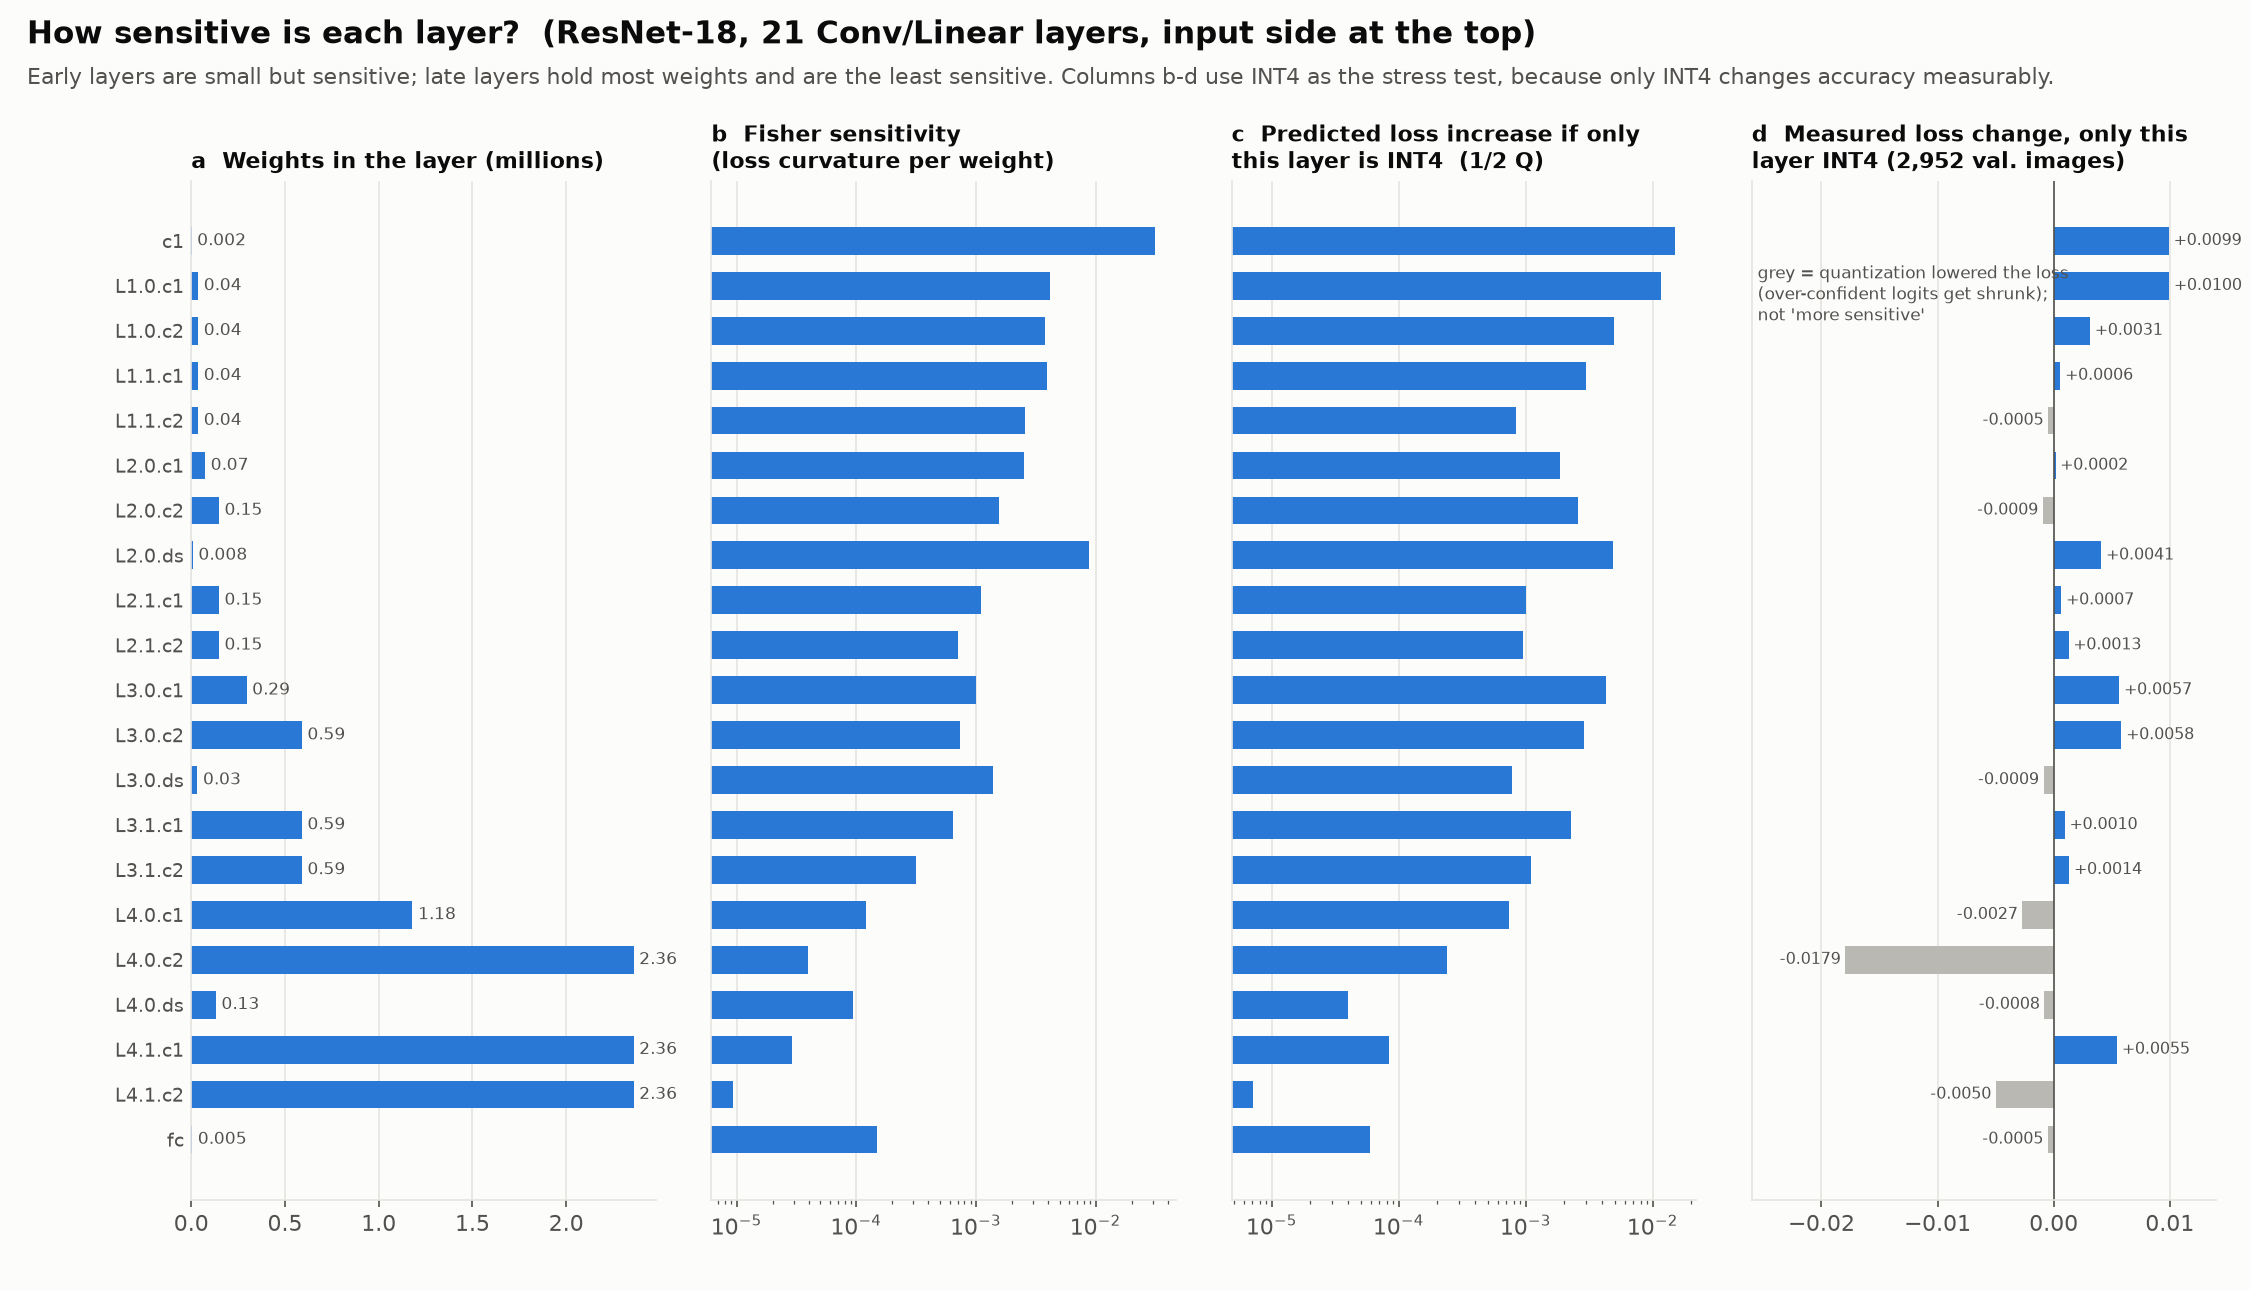 How sensitive is each layer?  (ResNet-18, 21 Conv/Linear layers, input side at the top)
Early layers are small but sensitive; late layers hold most weights and are the least sensitive. Columns b-d use INT4 as the stress test, because only INT4 changes accuracy measurably.
a  Weights in the layer (millions)
c1 0.002
L1.0.c1 0.04
L1.0.c2 0.04
L1.1.c1 0.04
L1.1.c2 0.04
L2.0.c1 0.07
L2.0.c2 0.15
L2.0.ds 0.008
L2.1.c1 0.15
L2.1.c2 0.15
L3.0.c1 0.29
L3.0.c2 0.59
L3.0.ds 0.03
L3.1.c1 0.59
L3.1.c2 0.59
L4.0.c1 1.18
L4.0.c2 2.36
L4.0.ds 0.13
L4.1.c1 2.36
L4.1.c2 2.36
fc 0.005
0.0 0.5 1.0 1.5 2.0
b  Fisher sensitivity
(loss curvature per weight)
10⁻⁵ 10⁻⁴ 10⁻³ 10⁻²
c  Predicted loss increase if only
this layer is INT4  (1/2 Q)
10⁻⁵ 10⁻⁴ 10⁻³ 10⁻²
d  Measured loss change, only this
layer INT4 (2,952 val. images)
+0.0099
grey = quantization lowered the loss
(over-confident logits get shrunk);
not 'more sensitive'
+0.0100
+0.0031
+0.0006
-0.0005
+0.0002
-0.0009
+0.0041
+0.0007
+0.0013
+0.0057
+0.0058
-0.0009
+0.0010
+0.0014
-0.0027
-0.0179
-0.0008
+0.0055
-0.0050
-0.0005
−0.02 −0.01 0.00 0.01